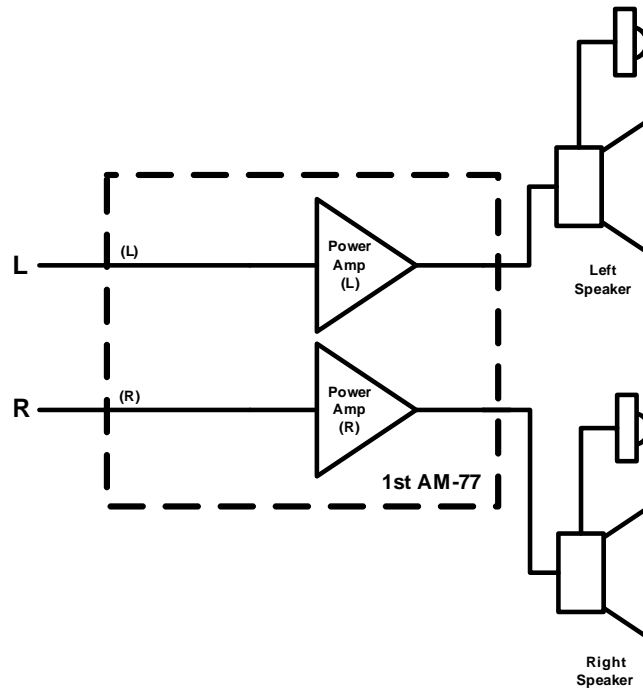 L
(L)
Power
Amp
(L)
Left
Speaker
R
(R)
Power
Amp
(R)
1st AM-77
Right
Speaker